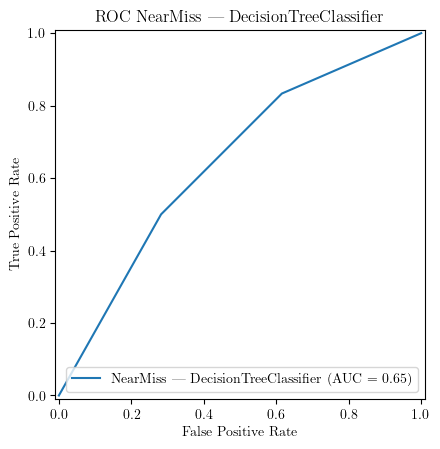 ROC NearMiss — DecisionTreeClassifier
1.0
0.8
0.6
0.4
0.2
0.0
True Positive Rate
NearMiss — DecisionTreeClassifier (AUC = 0.65)
0.0 0.2 0.4 0.6 0.8 1.0
False Positive Rate